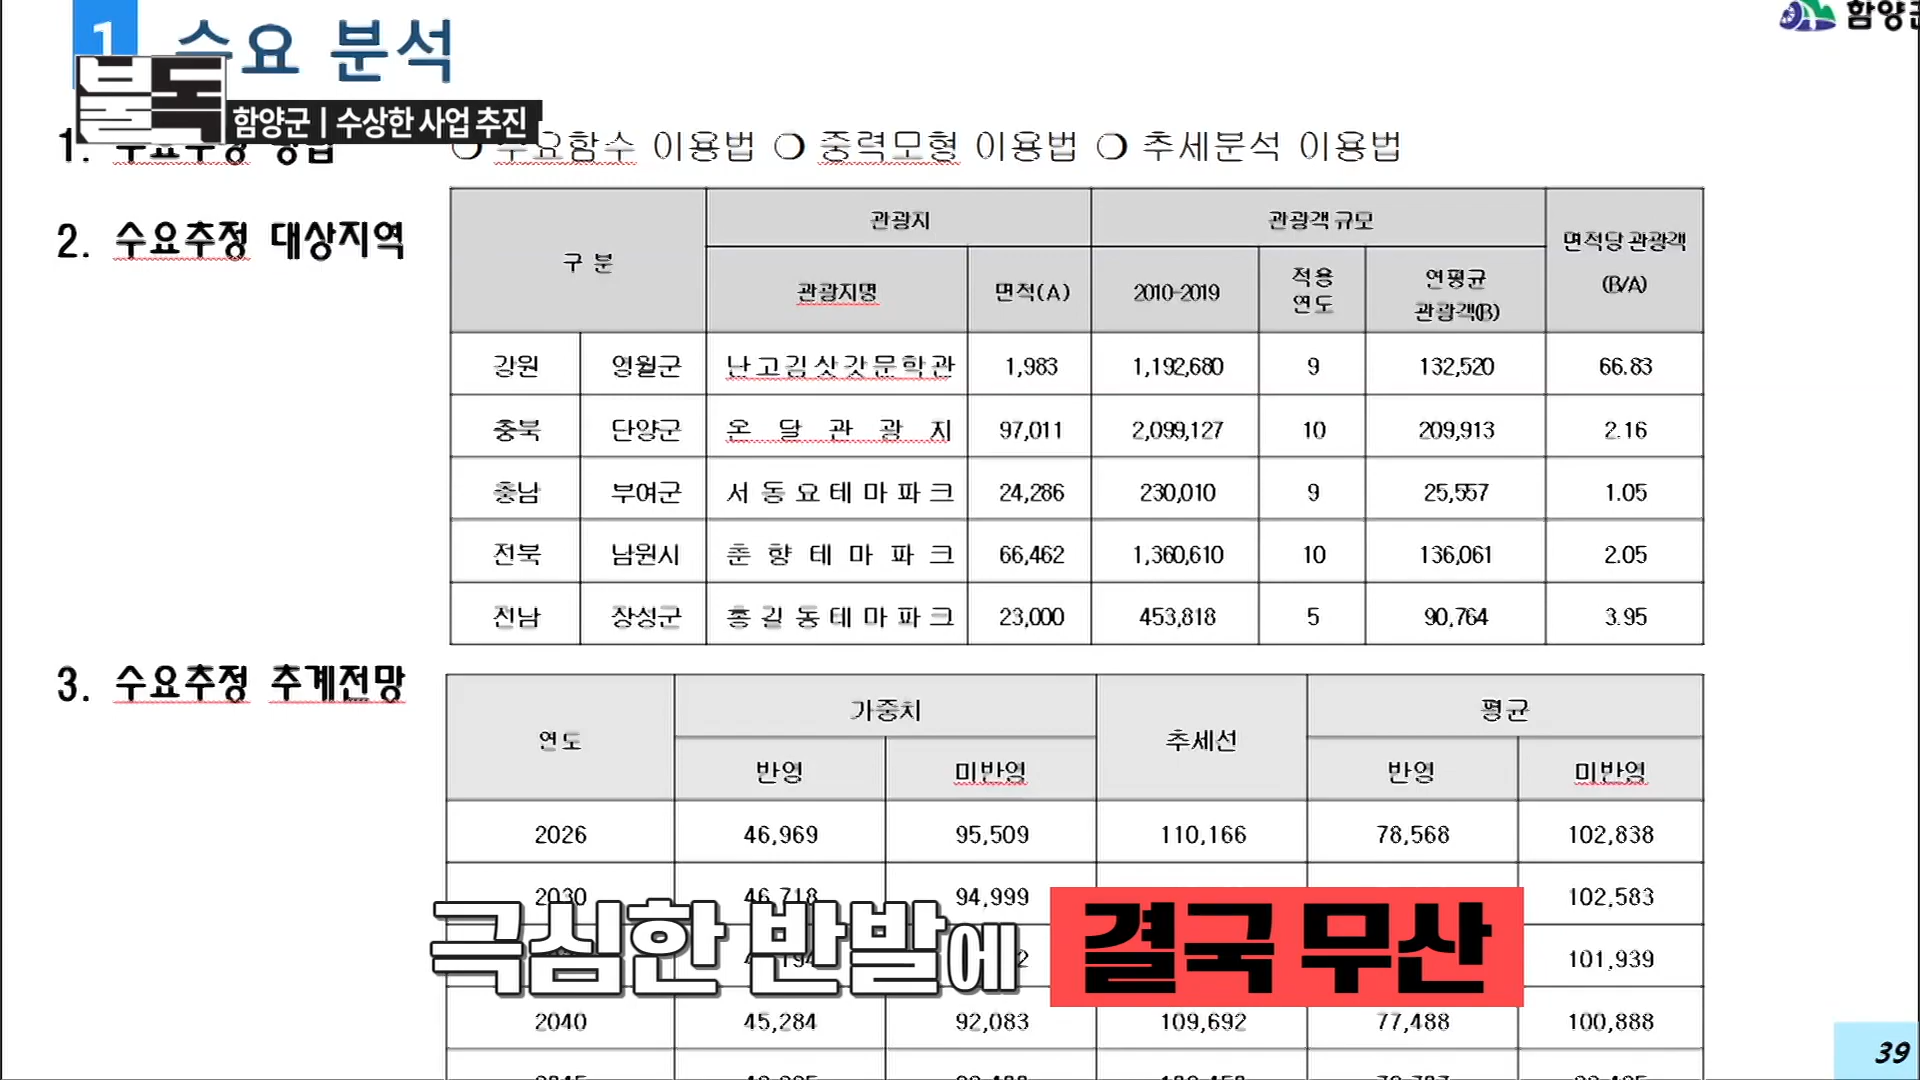 1 수요 분석
함양군
불독
함양군 | 수상한 사업 추진
1. 수요추정 방법 ❍ 수요함수 이용법 ❍ 중력모형 이용법 ❍ 추세분석 이용법
2. 수요추정 대상지역
구 분 관광지 관광객 규모 면적당 관광객 (B/A)
관광지명 면적(A) 2010-2019 적용 연도 연평균 관광객(B)
강원 영월군 난고김삿갓문학관 1,983 1,192,680 9 132,520 66.83
충북 단양군 온달관광지 97,011 2,099,127 10 209,913 2.16
충남 부여군 서동요테마파크 24,286 230,010 9 25,557 1.05
전북 남원시 춘향테마파크 66,462 1,360,610 10 136,061 2.05
전남 장성군 홍길동테마파크 23,000 453,818 5 90,764 3.95
3. 수요추정 추계전망
연도 가중치 추세선 평균
반영 미반영 반영 미반영
2026 46,969 95,509 110,166 78,568 102,838
2030 46,718 94,999 102,583
101,939
극심한 반발에 결국 무산
2040 45,284 92,083 109,692 77,488 100,888
39